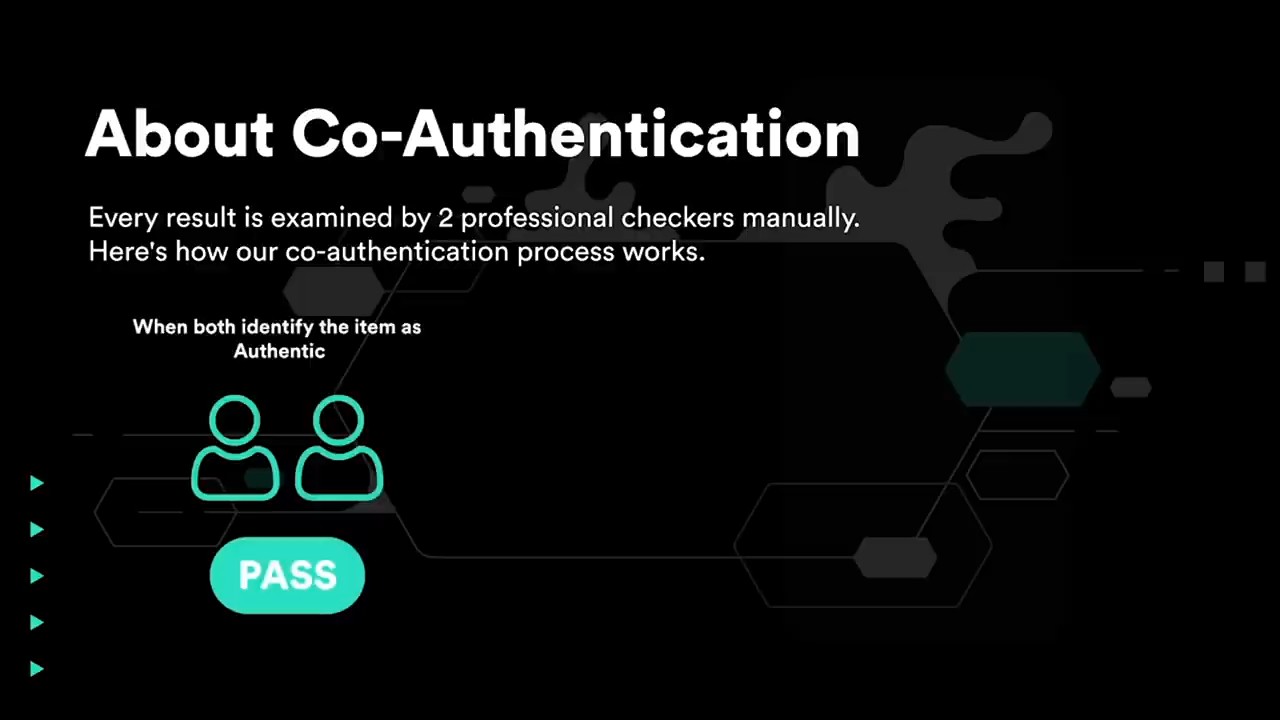 About Co-Authentication
Every result is examined by 2 professional checkers manually.
Here's how our co-authentication process works.
When both identify the item as
Authentic
PASS